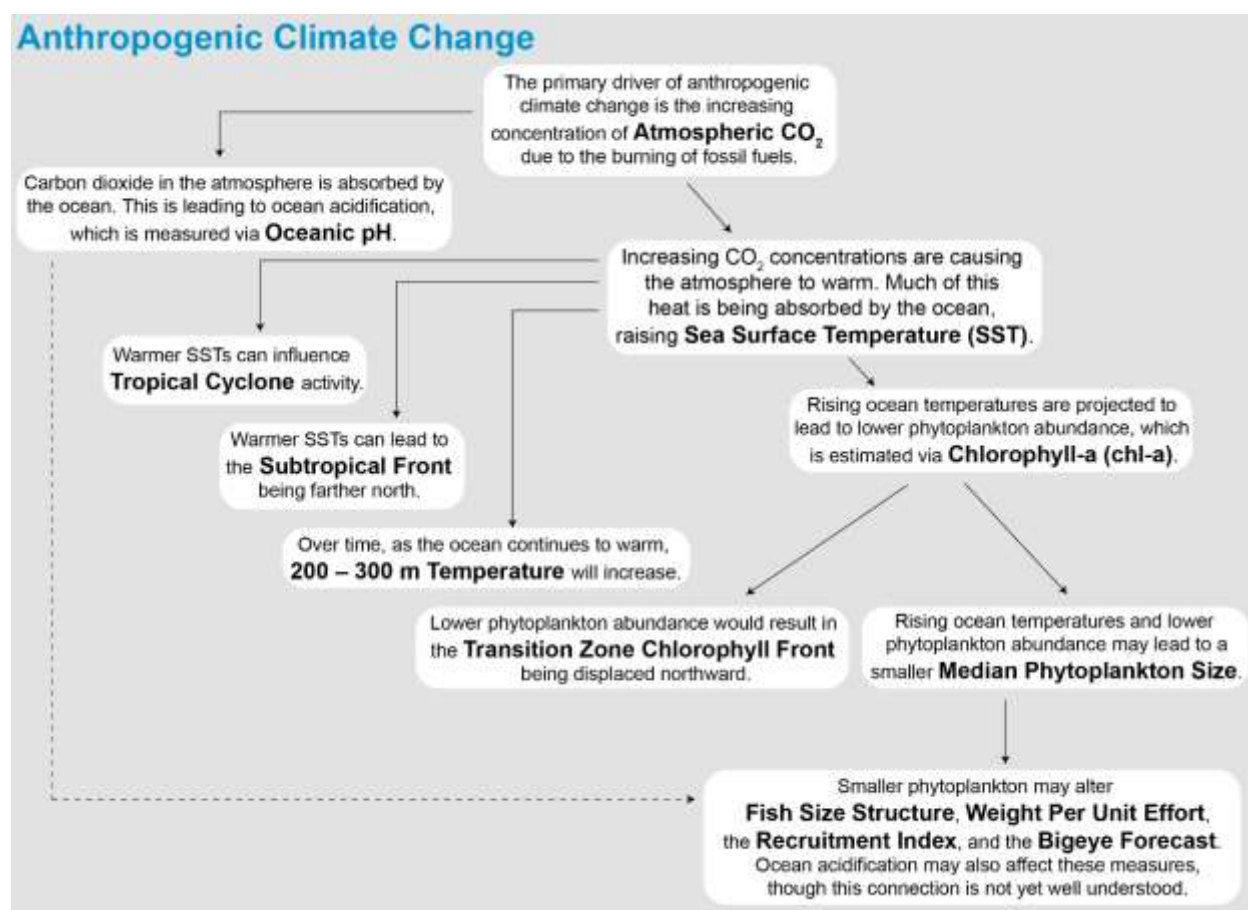 Anthropogenic Climate Change
The primary driver of anthropogenic
climate change is the increasing
concentration of Atmospheric CO₂
due to the burning of fossil fuels.
Carbon dioxide in the atmosphere is absorbed by
the ocean. This is leading to ocean acidification,
which is measured via Oceanic pH.
Increasing CO₂ concentrations are causing
the atmosphere to warm. Much of this
heat is being absorbed by the ocean,
raising Sea Surface Temperature (SST).
Warmer SSTs can influence
Tropical Cyclone activity.
Rising ocean temperatures are projected to
lead to lower phytoplankton abundance, which
is estimated via Chlorophyll-a (chl-a).
Warmer SSTs can lead to
the Subtropical Front
being farther north.
Over time, as the ocean continues to warm,
200 – 300 m Temperature will increase.
Lower phytoplankton abundance would result in
the Transition Zone Chlorophyll Front
being displaced northward.
Rising ocean temperatures and lower
phytoplankton abundance may lead to a
smaller Median Phytoplankton Size.
Smaller phytoplankton may alter
Fish Size Structure, Weight Per Unit Effort,
the Recruitment Index, and the Bigeye Forecast.
Ocean acidification may also affect these measures,
though this connection is not yet well understood.